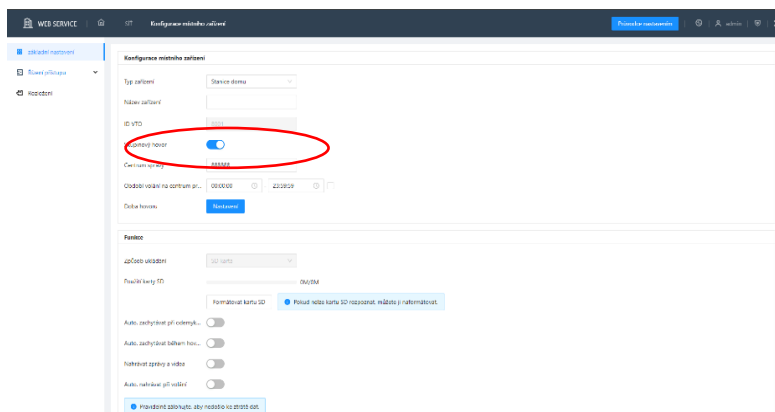 WEB SERVICE
Konfigurace místního zařízení
Průvodce nastavením
admin
základní nastavení
Řízení přístupu
Rozložení
Konfigurace místního zařízení
Typ zařízení Stanice domu
Název zařízení
ID VTO
Skupinový hovor
Centrum správy 888888
Období volání na centrum pr... 00:00:00 23:59:59
Doba hovoru Nastavení
Funkce
Způsob ukládání SD karta
Použití karty SD 0M/0M
Formátovat kartu SD Pokud nelze kartu SD rozpoznat, můžete ji naformátovat.
Auto. zachytávat při odemyk...
Auto. zachytávat během hov...
Nahrávat zprávy a videa
Auto. nahrávat při volání
Pravidelně zálohujte, aby nedošlo ke ztrátě dat.